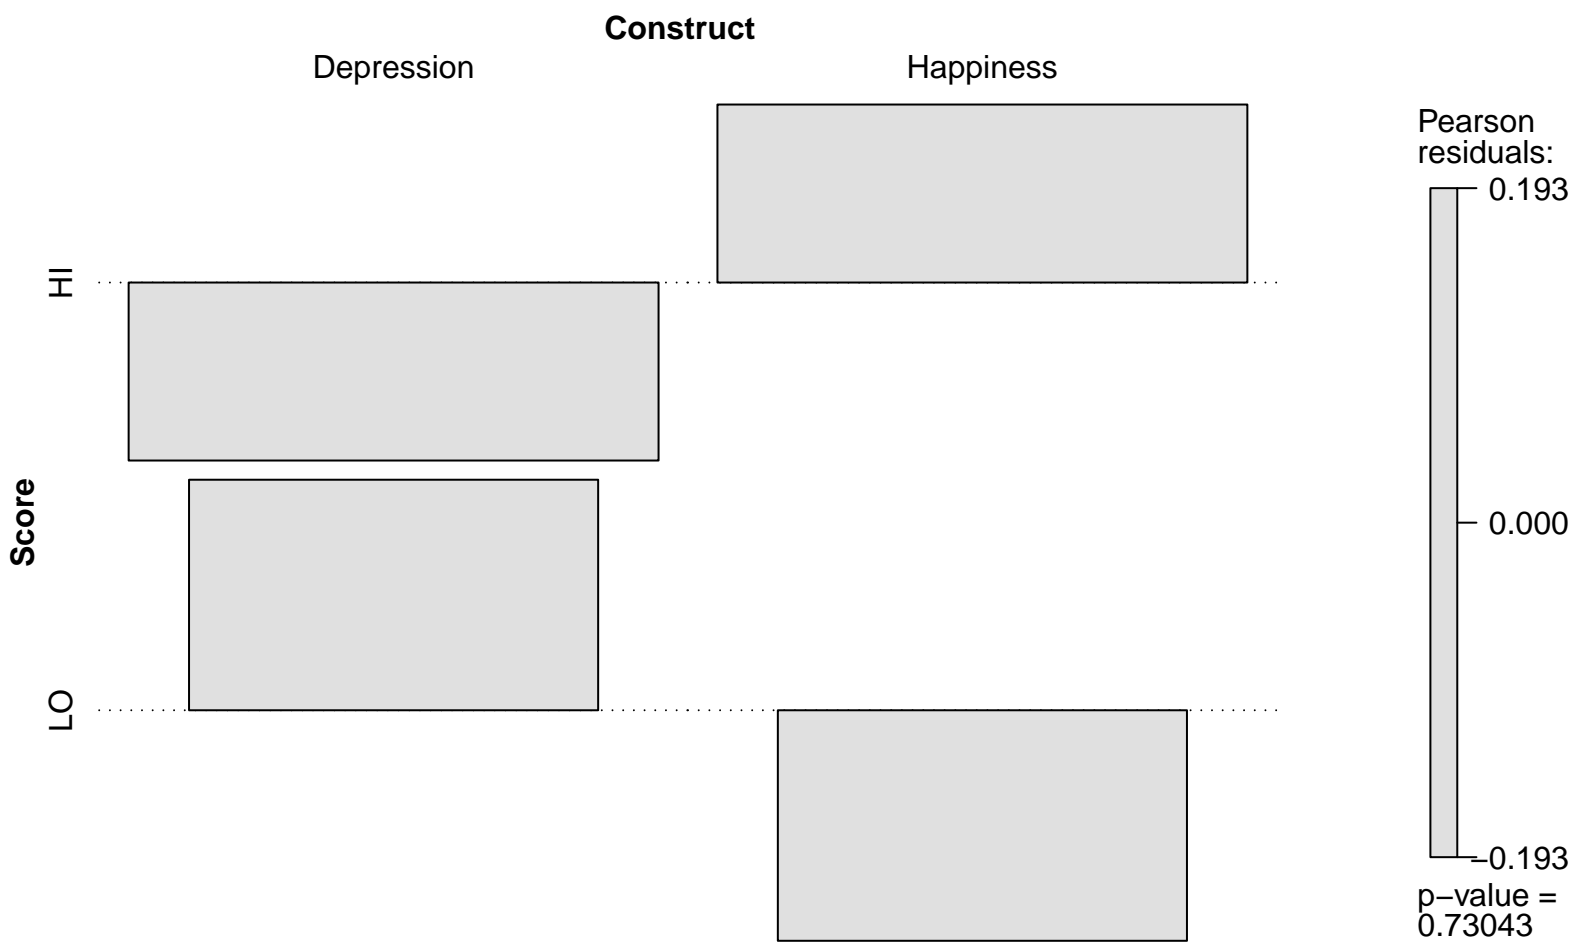 Construct
Depression
Happiness
Score
HI
LO
Pearson
residuals:
0.193
0.000
−0.193
p−value =
0.73043